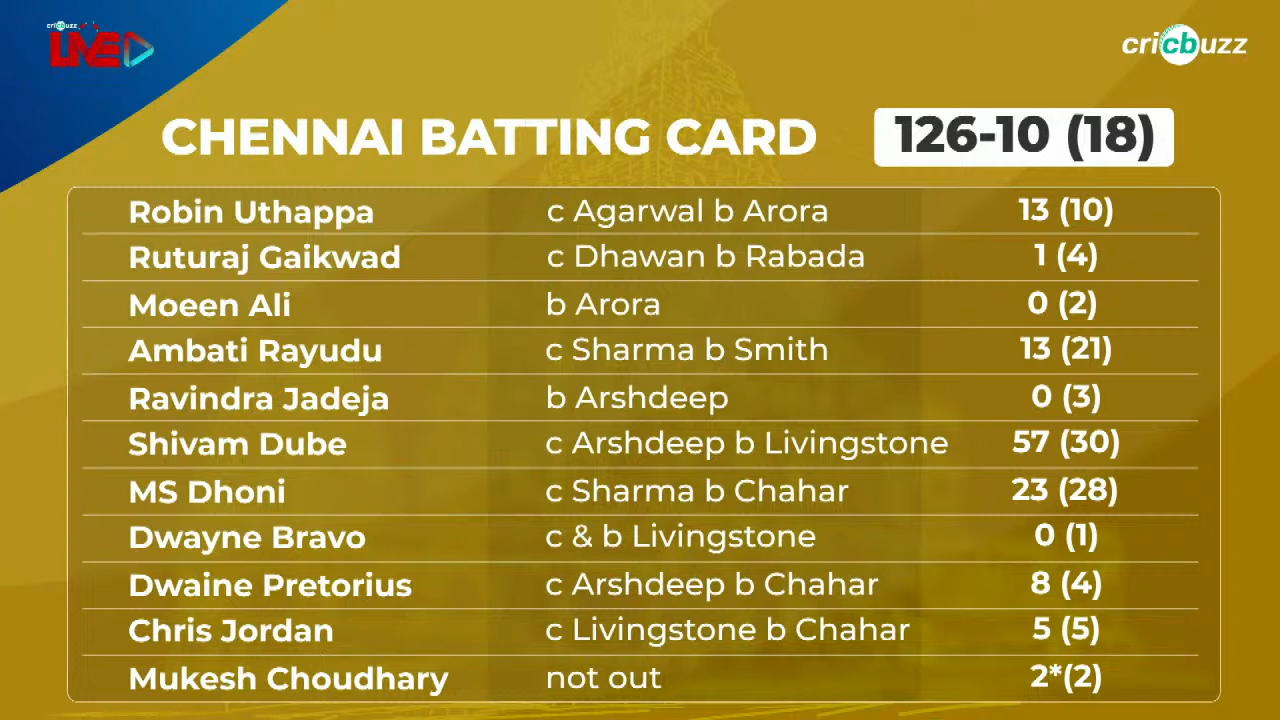 cricbuzz
LIVE
cricbuzz
CHENNAI BATTING CARD 126-10 (18)
Robin Uthappa c Agarwal b Arora 13 (10)
Ruturaj Gaikwad c Dhawan b Rabada 1 (4)
Moeen Ali b Arora 0 (2)
Ambati Rayudu c Sharma b Smith 13 (21)
Ravindra Jadeja b Arshdeep 0 (3)
Shivam Dube c Arshdeep b Livingstone 57 (30)
MS Dhoni c Sharma b Chahar 23 (28)
Dwayne Bravo c & b Livingstone 0 (1)
Dwaine Pretorius c Arshdeep b Chahar 8 (4)
Chris Jordan c Livingstone b Chahar 5 (5)
Mukesh Choudhary not out 2*(2)